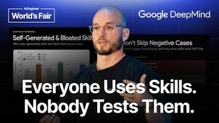 AI Engineer
World's Fair
Google DeepMind
Self-Generated & Bloated Skills
Don't Skip Negative Cases
Everyone Uses Skills.
Nobody Tests Them.